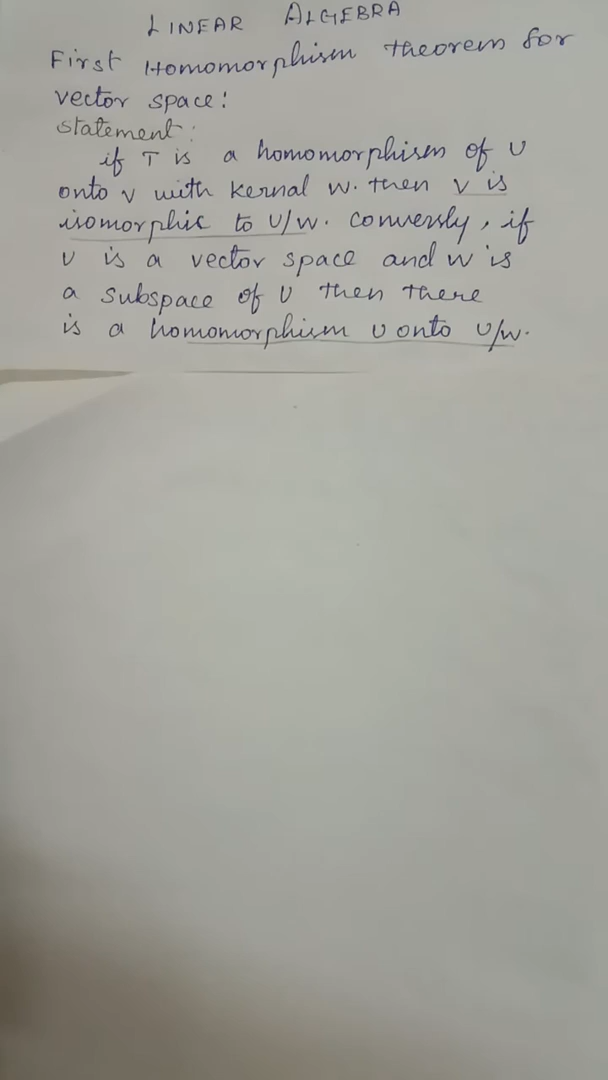 LINEAR ALGEBRA
First Homomorphism theorem for
vector space:
statement:
if T is a homomorphism of U
onto V with kernal W. then V is
isomorphic to U/W. conversly, if
U is a vector space and W is
a subspace of U then there
is a homomorphism U onto U/W.